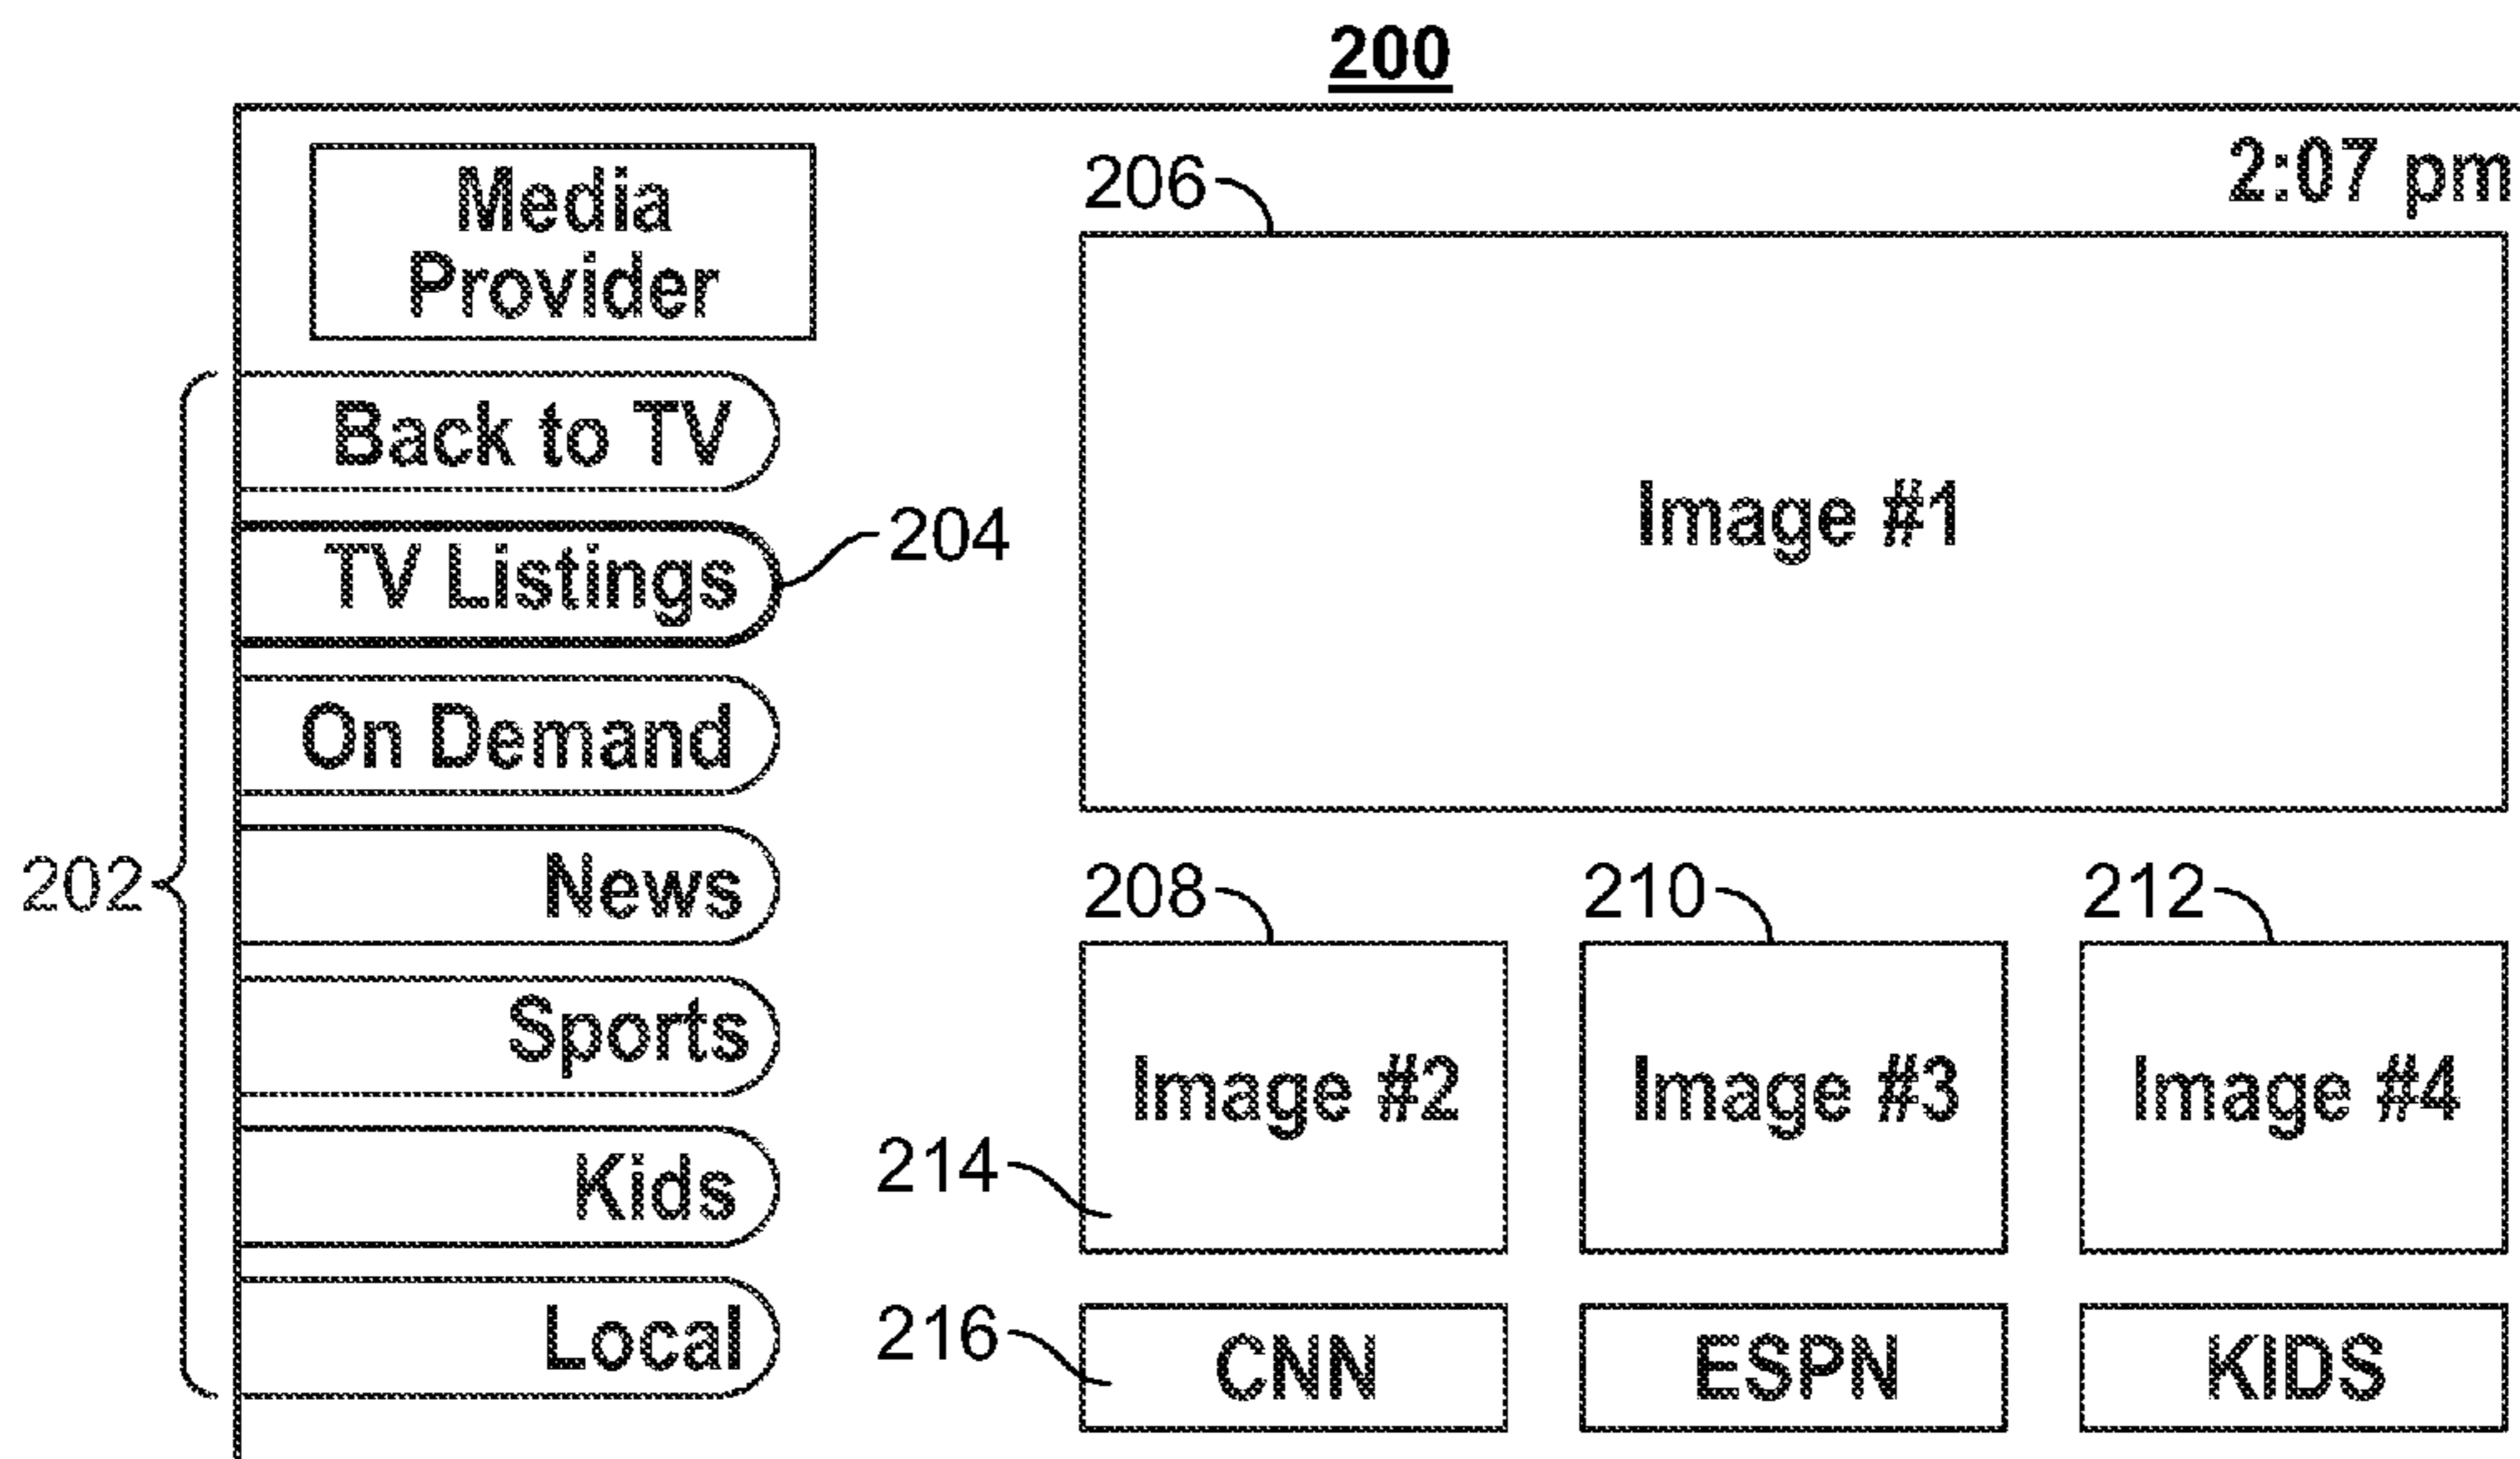 200
2:07 pm
Media
Provider
206
Image #1
202
Back to TV
TV Listings
204
On Demand
News
Sports
Kids
Local
208
210
212
Image #2
Image #3
Image #4
214
216
CNN
ESPN
KIDS